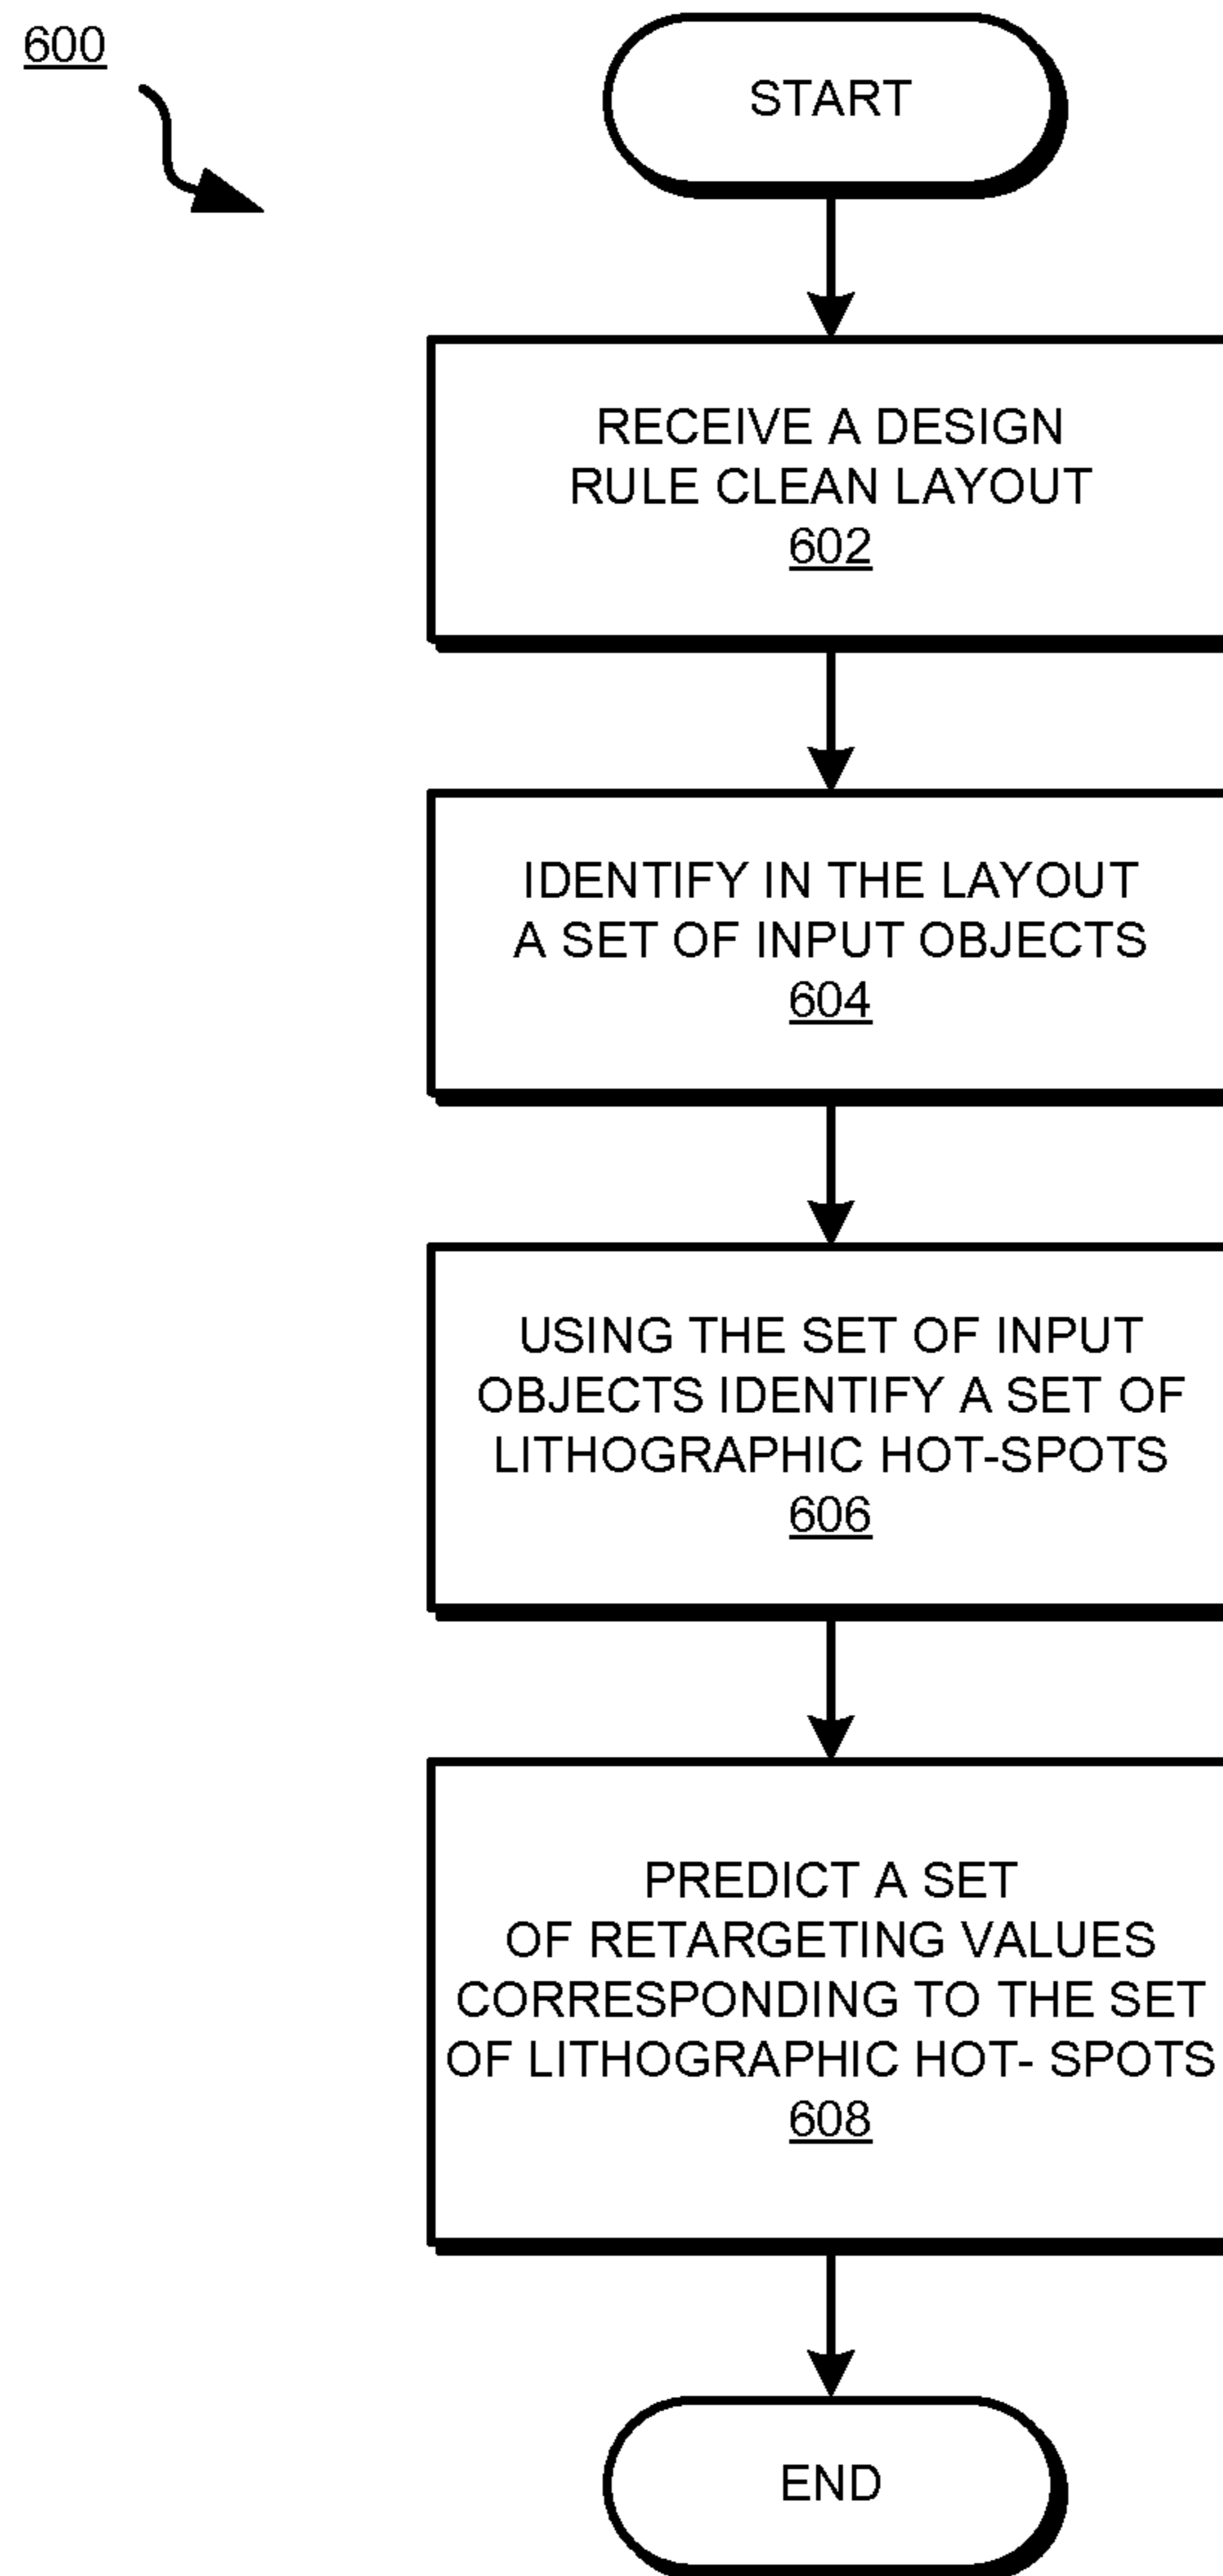 600
START
RECEIVE A DESIGN
RULE CLEAN LAYOUT
602
IDENTIFY IN THE LAYOUT
A SET OF INPUT OBJECTS
604
USING THE SET OF INPUT
OBJECTS IDENTIFY A SET OF
LITHOGRAPHIC HOT-SPOTS
606
PREDICT A SET
OF RETARGETING VALUES
CORRESPONDING TO THE SET
OF LITHOGRAPHIC HOT- SPOTS
608
END